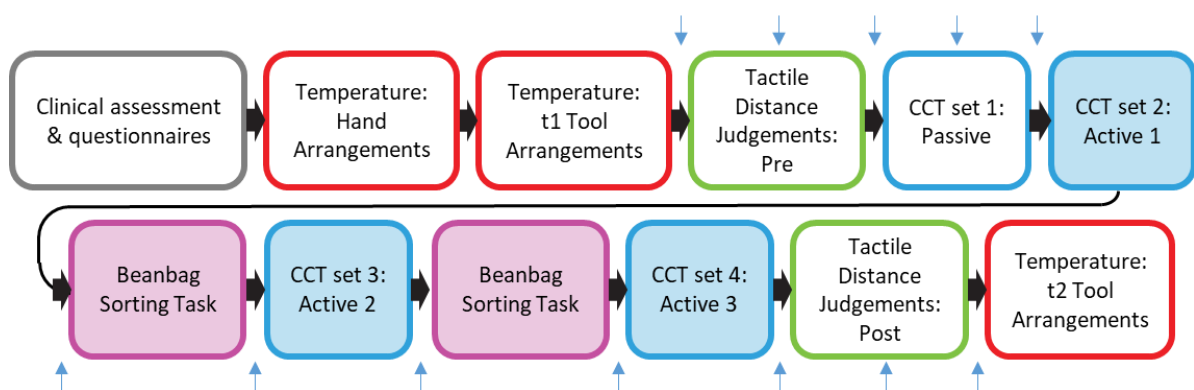 Clinical assessment
& questionnaires
Temperature:
Hand
Arrangements
Temperature:
t1 Tool
Arrangements
Tactile
Distance
Judgements:
Pre
CCT set 1:
Passive
CCT set 2:
Active 1
Beanbag
Sorting Task
CCT set 3:
Active 2
Beanbag
Sorting Task
CCT set 4:
Active 3
Tactile
Distance
Judgements:
Post
Temperature:
t2 Tool
Arrangements